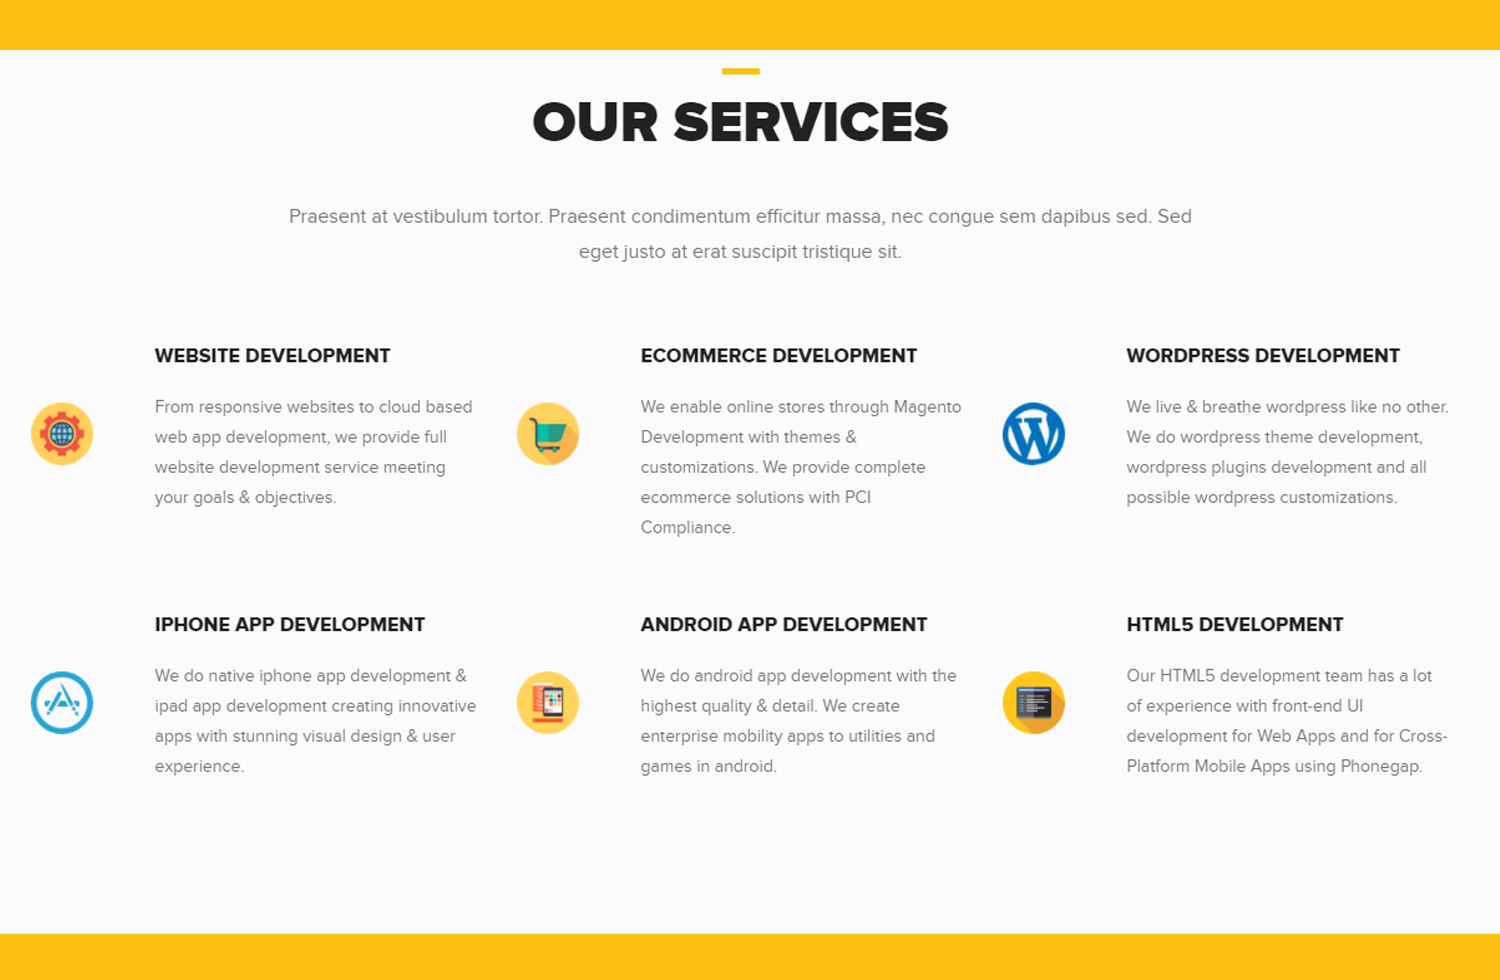 OUR SERVICES
Praesent at vestibulum tortor. Praesent condimentum efficitur massa, nec congue sem dapibus sed. Sed
eget justo at erat suscipit tristique sit.
WEBSITE DEVELOPMENT
From responsive websites to cloud based
web app development, we provide full
website development service meeting
your goals & objectives.
ECOMMERCE DEVELOPMENT
We enable online stores through Magento
Development with themes &
customizations. We provide complete
ecommerce solutions with PCI
Compliance.
WORDPRESS DEVELOPMENT
We live & breathe wordpress like no other.
We do wordpress theme development,
wordpress plugins development and all
possible wordpress customizations.
IPHONE APP DEVELOPMENT
We do native iphone app development &
ipad app development creating innovative
apps with stunning visual design & user
experience.
ANDROID APP DEVELOPMENT
We do android app development with the
highest quality & detail. We create
enterprise mobility apps to utilities and
games in android.
HTML5 DEVELOPMENT
Our HTML5 development team has a lot
of experience with front-end UI
development for Web Apps and for Cross-
Platform Mobile Apps using Phonegap.